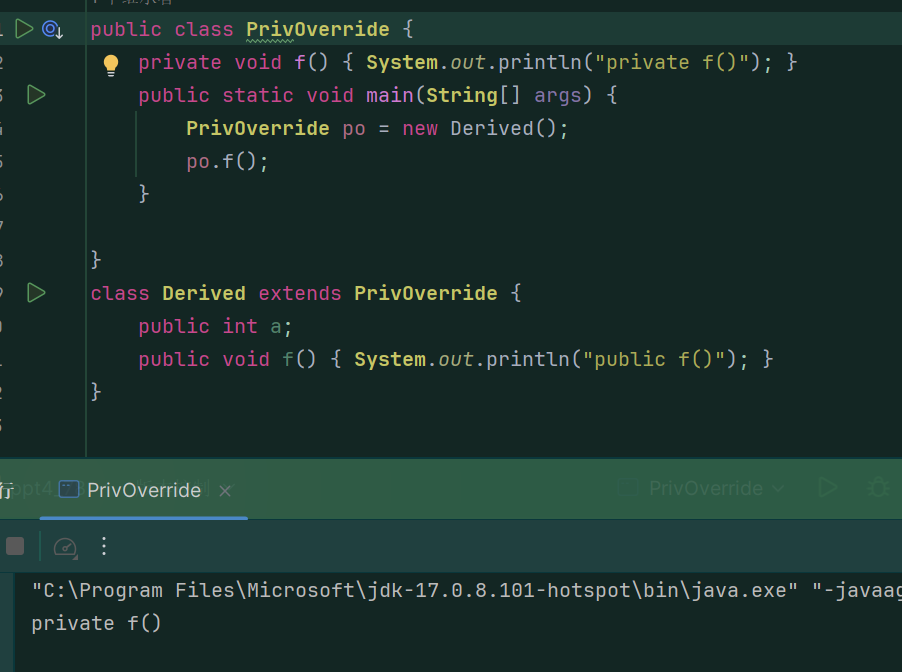 public class PrivOverride {
private void f() { System.out.println("private f()"); }
public static void main(String[] args) {
PrivOverride po = new Derived();
po.f();
}
}
class Derived extends PrivOverride {
public int a;
public void f() { System.out.println("public f()"); }
}
PrivOverride ×
PrivOverride
"C:\Program Files\Microsoft\jdk-17.0.8.101-hotspot\bin\java.exe" "-javaag
private f()